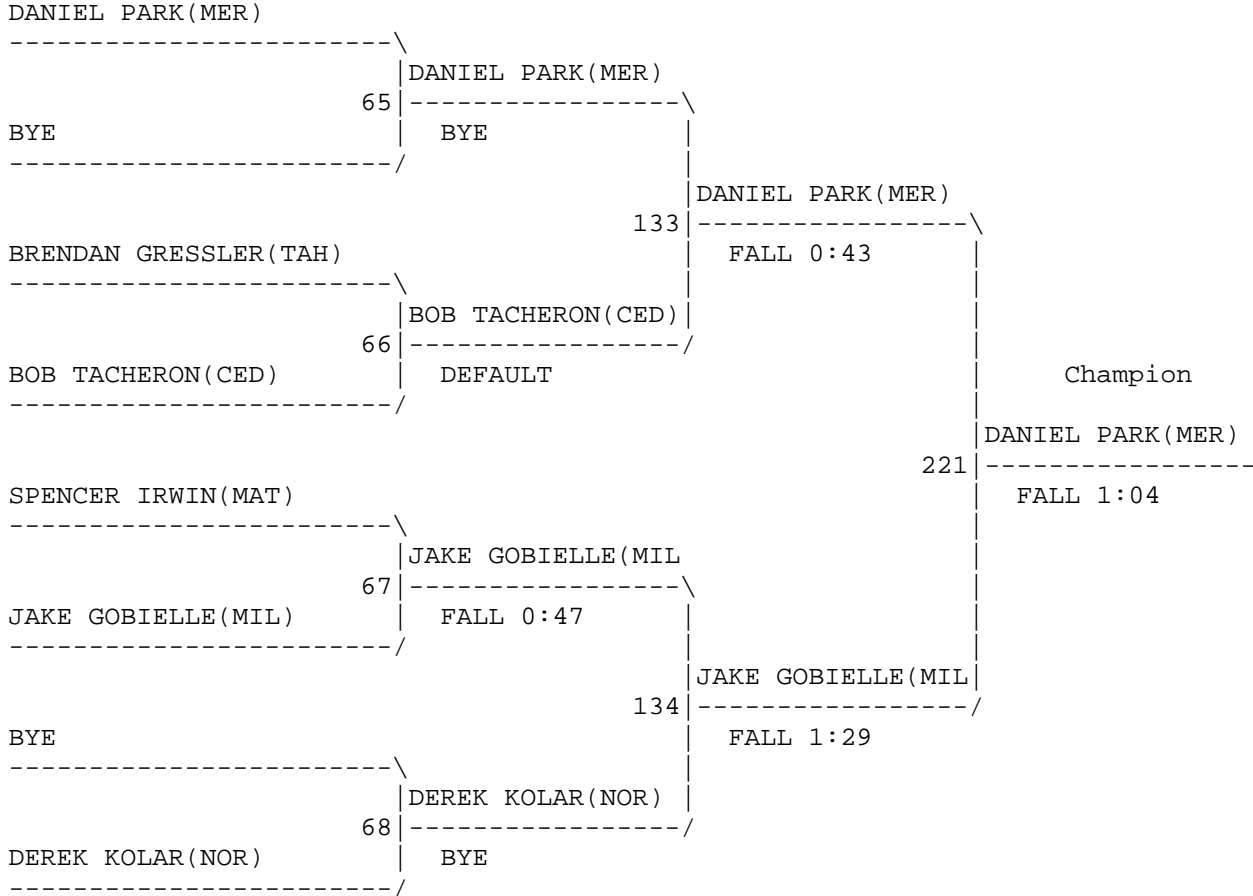 DANIEL PARK(MER)
------------------------\
|DANIEL PARK(MER)
65|-----------------\
BYE | BYE |
------------------------/ |
|DANIEL PARK(MER)
133|-----------------\
BRENDAN GRESSLER(TAH) | FALL 0:43 |
------------------------\ | |
|BOB TACHERON(CED)| |
66|-----------------/ |
BOB TACHERON(CED) | DEFAULT | Champion
------------------------/ |
|DANIEL PARK(MER)
221|-----------------
SPENCER IRWIN(MAT) | FALL 1:04
------------------------\ |
|JAKE GOBIELLE(MIL |
67|-----------------\ |
JAKE GOBIELLE(MIL) | FALL 0:47 | |
------------------------/ | |
|JAKE GOBIELLE(MIL|
134|-----------------/
BYE | FALL 1:29
------------------------\ |
|DEREK KOLAR(NOR) |
68|-----------------/
DEREK KOLAR(NOR) | BYE
------------------------/